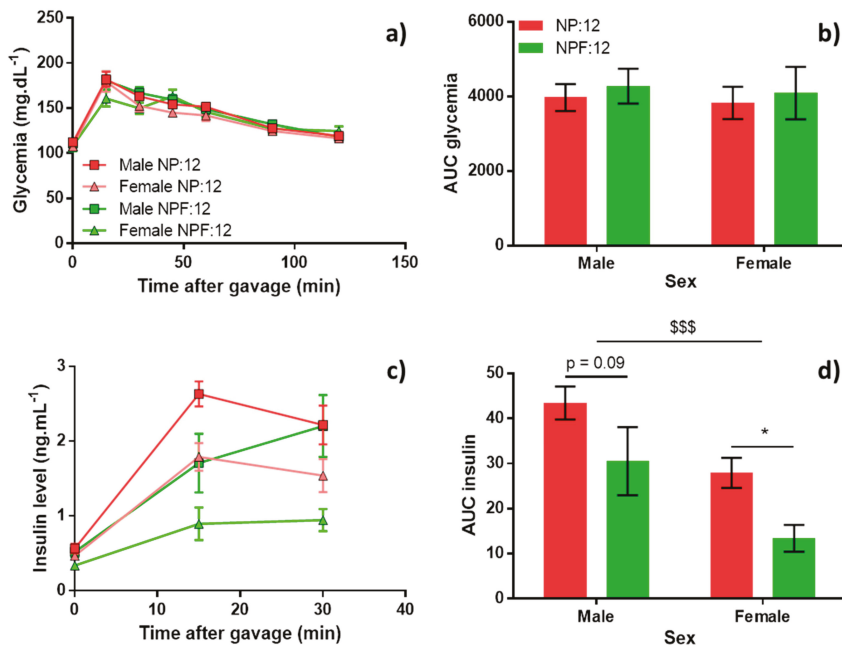 a)
Glycemia (mg.dL-1)
250
200
150
100
50
0
0
50
100
150
Male NP:12
Female NP:12
Male NPF:12
Female NPF:12
Time after gavage (min)
b)
AUC glycemia
6000
4000
2000
0
NP:12
NPF:12
Male
Female
Sex
c)
Insulin level (ng.mL-1)
3
2
1
0
0
10
20
30
40
Time after gavage (min)
d)
AUC insulin
50
40
30
20
10
0
$$$
p = 0.09
*
Male
Female
Sex